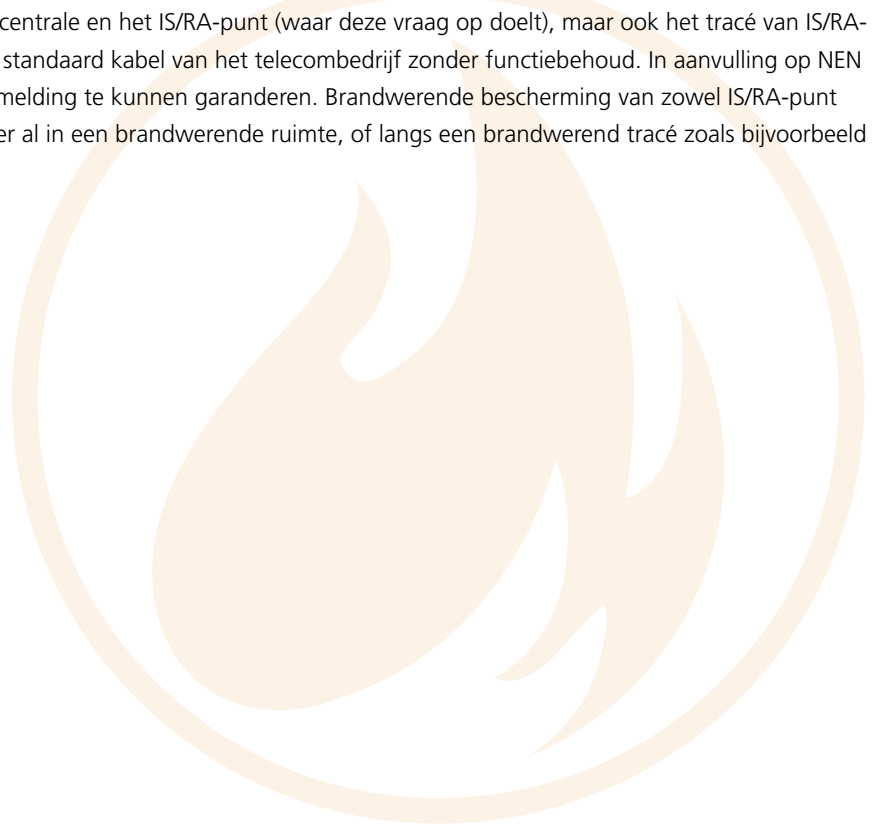 centrale en het IS/RA-punt (waar deze vraag op doelt), maar ook het tracé van IS/RA-
standaard kabel van het telecombedrijf zonder functiebehoud. In aanvulling op NEN
melding te kunnen garanderen. Brandwerende bescherming van zowel IS/RA-punt
er al in een brandwerende ruimte, of langs een brandwerend tracé zoals bijvoorbeeld